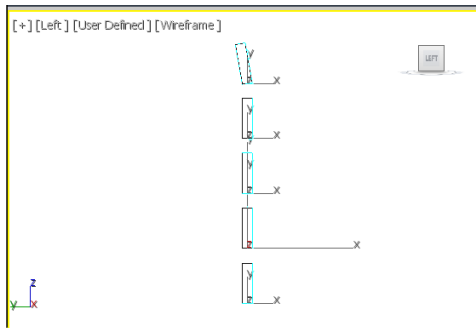 [+] [Left] [User Defined] [Wireframe]
LEFT
y
z x
y
z x
y
y
z x
z x
y
z x
z
y x